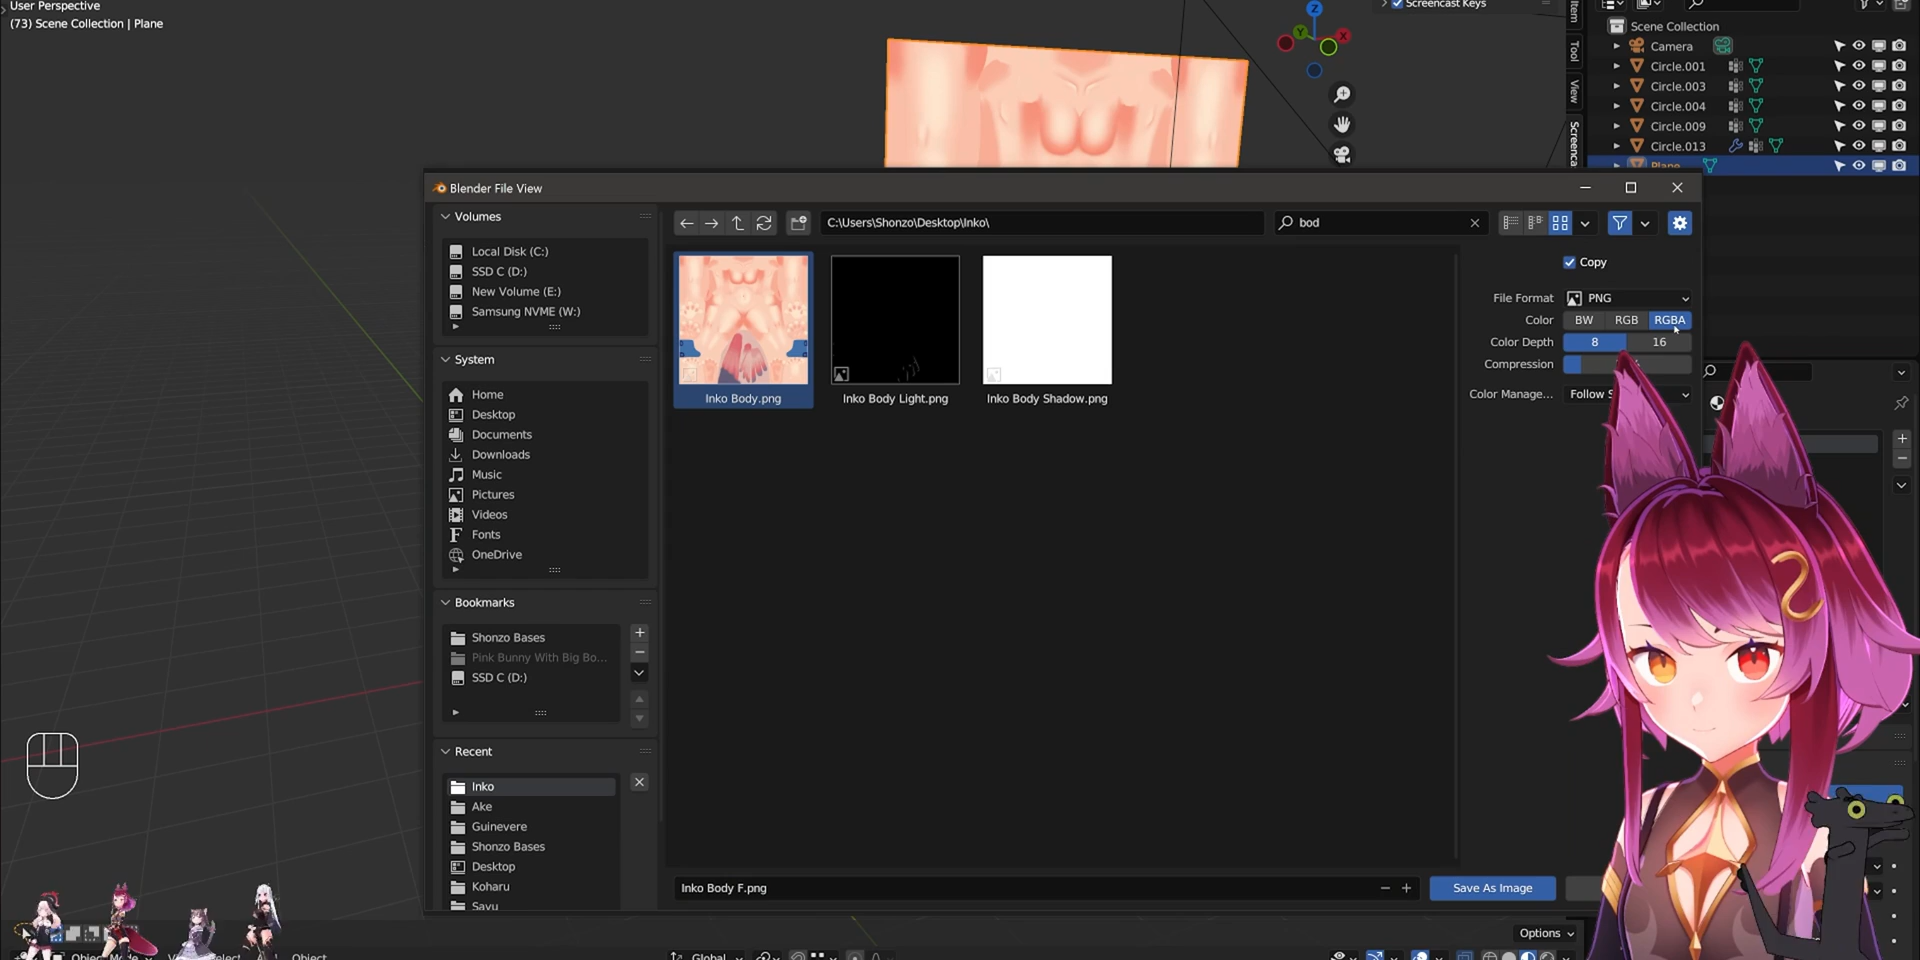 User Perspective
(73) Scene Collection | Plane
Screencast Keys
Item
Tool
View
Screenca
Scene Collection
Camera
Circle.001
Circle.003
Circle.004
Circle.009
Circle.013
Plane
Z
Y
X
Blender File View
Volumes
Local Disk (C:)
SSD C (D:)
New Volume (E:)
Samsung NVME (W:)
System
Home
Desktop
Documents
Downloads
Music
Pictures
Videos
Fonts
OneDrive
Bookmarks
Shonzo Bases
Pink Bunny With Big Bo...
SSD C (D:)
Recent
Inko
Ake
Guinevere
Shonzo Bases
Desktop
Koharu
Sayu
C:\Users\Shonzo\Desktop\Inko\
bod
Inko Body.png
Inko Body Light.png
Inko Body Shadow.png
Copy
File Format PNG
Color BW RGB RGBA
Color Depth 8 16
Compression
Color Manage... Follow S
Inko Body F.png
Save As Image
Options
Object
Global